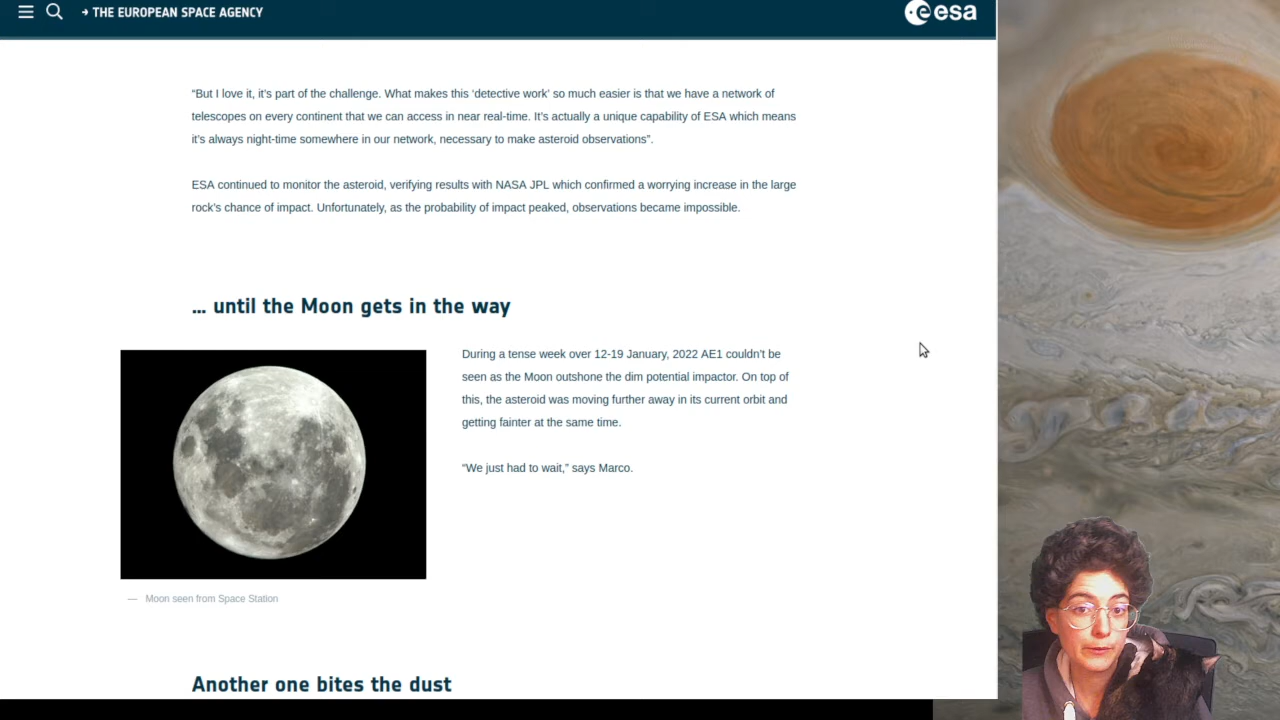 → THE EUROPEAN SPACE AGENCY
esa
“But I love it, it’s part of the challenge. What makes this ‘detective work’ so much easier is that we have a network of
telescopes on every continent that we can access in near real-time. It’s actually a unique capability of ESA which means
it’s always night-time somewhere in our network, necessary to make asteroid observations”.
ESA continued to monitor the asteroid, verifying results with NASA JPL which confirmed a worrying increase in the large
rock’s chance of impact. Unfortunately, as the probability of impact peaked, observations became impossible.
... until the Moon gets in the way
During a tense week over 12-19 January, 2022 AE1 couldn’t be
seen as the Moon outshone the dim potential impactor. On top of
this, the asteroid was moving further away in its current orbit and
getting fainter at the same time.
“We just had to wait,” says Marco.
— Moon seen from Space Station
Another one bites the dust